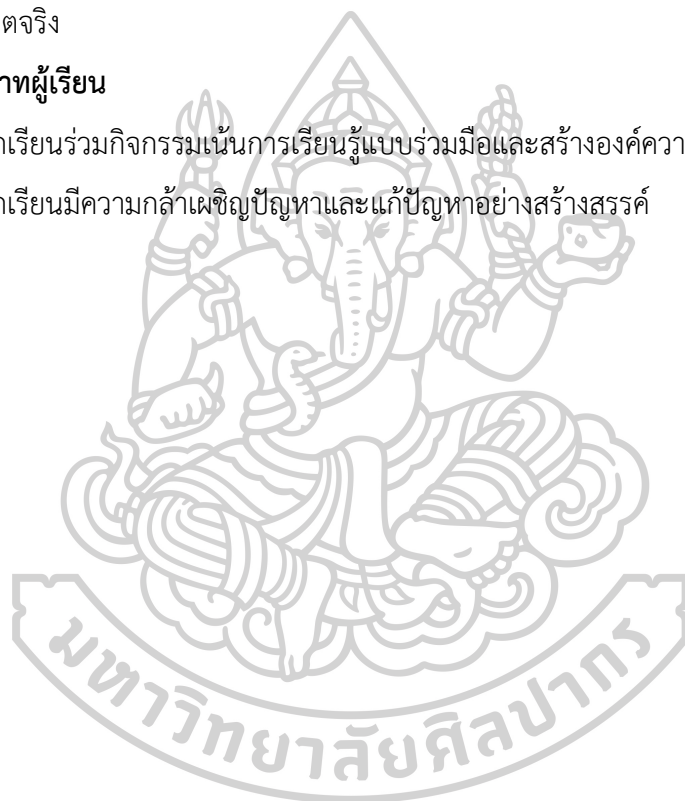 ตจริง
าทผู้เรียน
เรียนร่วมกิจกรรมเน้นการเรียนรู้แบบร่วมมือและสร้างองค์ควา
เรียนมีความกล้าเผชิญปัญหาและแก้ปัญหาอย่างสร้างสรรค์
มหาวิทยาลัยศิลปากร